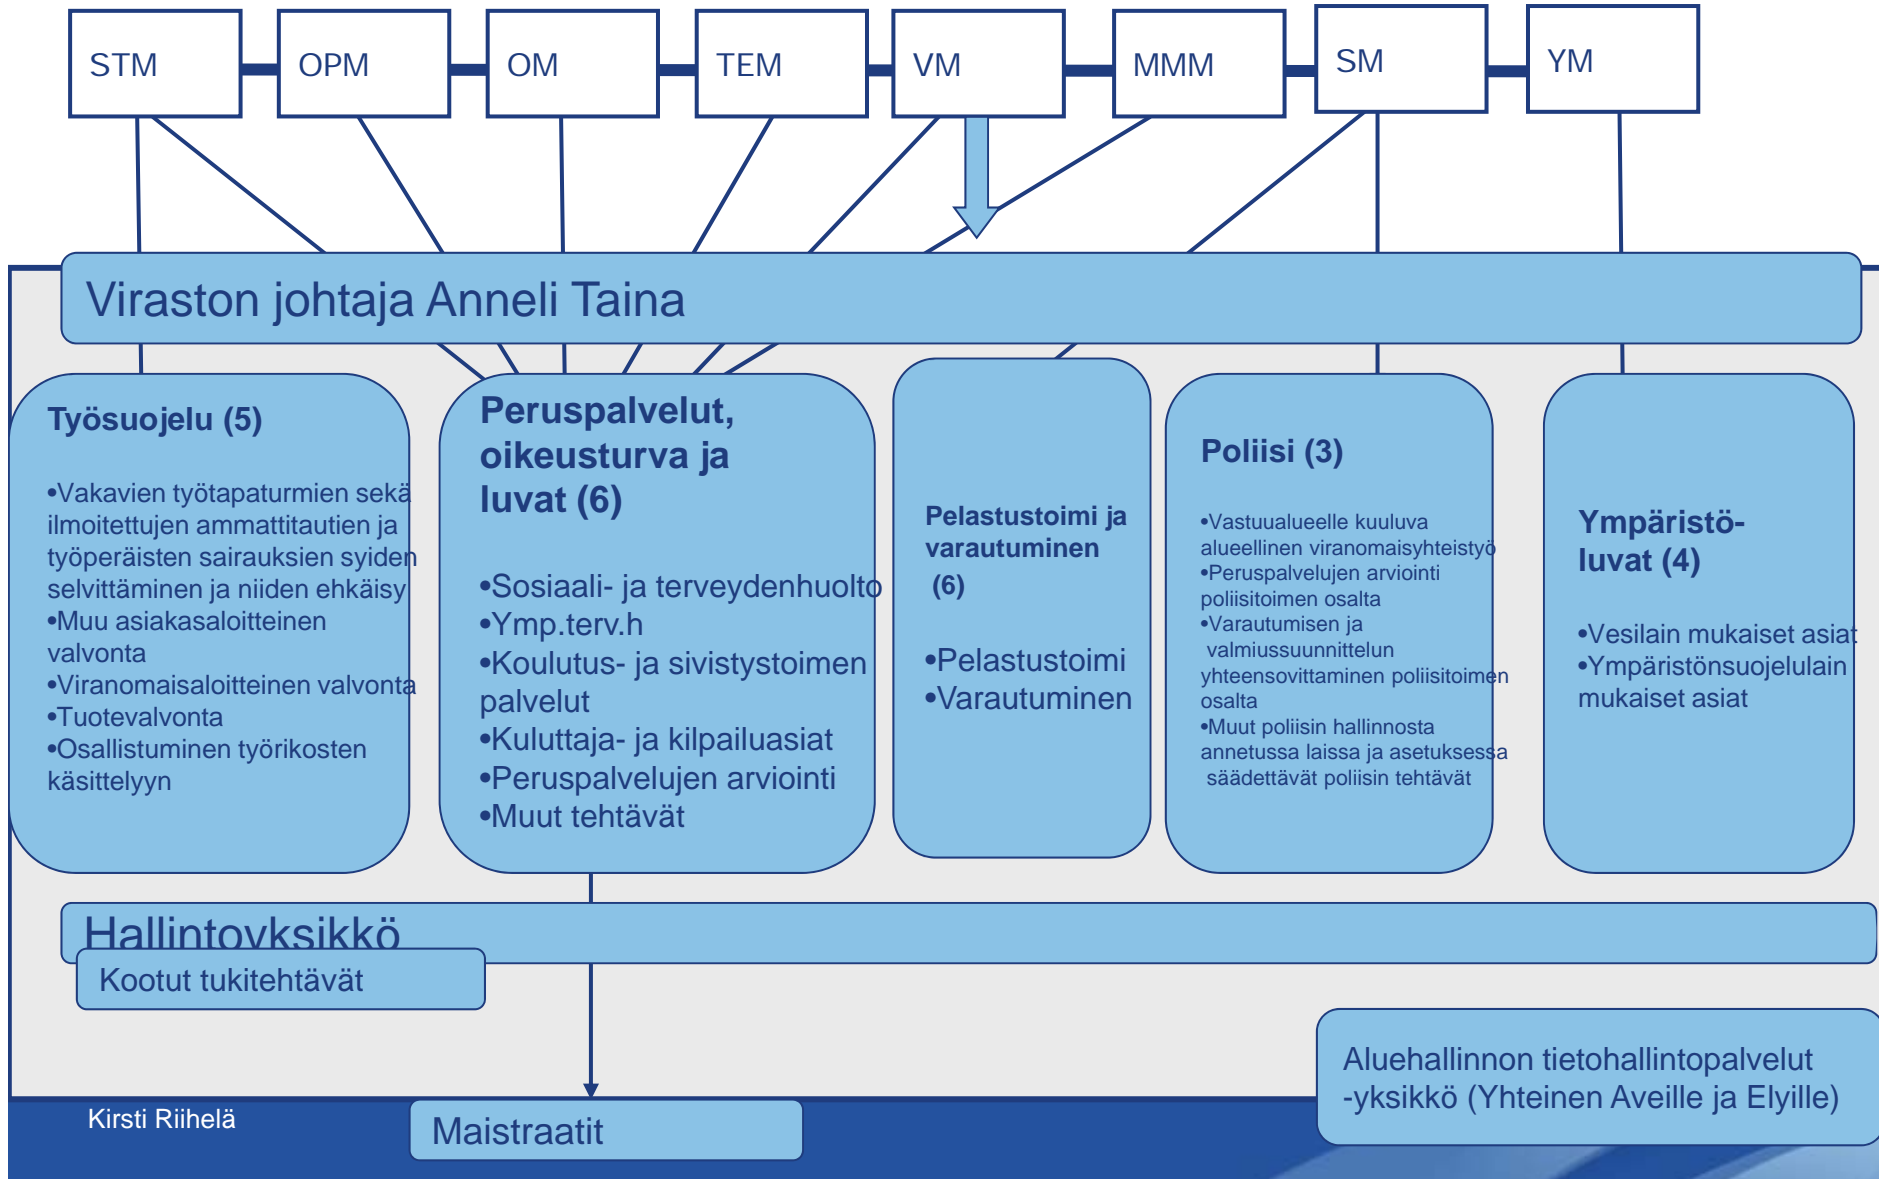 STM
OPM
OM
TEM
VM
MMM
SM
YM
Viraston johtaja Anneli Taina
Työsuojelu (5)
•Vakavien työtapaturmien sekä
ilmoitettujen ammattitautien ja
työperäisten sairauksien syiden
selvittäminen ja niiden ehkäisy
•Muu asiakasaloitteinen
valvonta
•Viranomaisaloitteinen valvonta
•Tuotevalvonta
•Osallistuminen työrikosten
käsittelyyn
Peruspalvelut,
oikeusturva ja
luvat (6)
•Sosiaali- ja terveydenhuolto
•Ymp.terv.h
•Koulutus- ja sivistystoimen
palvelut
•Kuluttaja- ja kilpailuasiat
•Peruspalvelujen arviointi
•Muut tehtävät
Pelastustoimi ja
varautuminen
(6)
•Pelastustoimi
•Varautuminen
Poliisi (3)
•Vastuualueelle kuuluva
alueellinen viranomaisyhteistyö
•Peruspalvelujen arviointi
poliisitoimen osalta
•Varautumisen ja
valmiussuunnittelun
yhteensovittaminen poliisitoimen
osalta
•Muut poliisin hallinnosta
annetussa laissa ja asetuksessa
säädettävät poliisin tehtävät
Ympäristö-
luvat (4)
•Vesilain mukaiset asiat
•Ympäristönsuojelulain
mukaiset asiat
Hallintoyksikkö
Kootut tukitehtävät
Aluehallinnon tietohallintopalvelut
-yksikkö (Yhteinen Aveille ja Elyille)
Kirsti Riihelä
Maistraatit